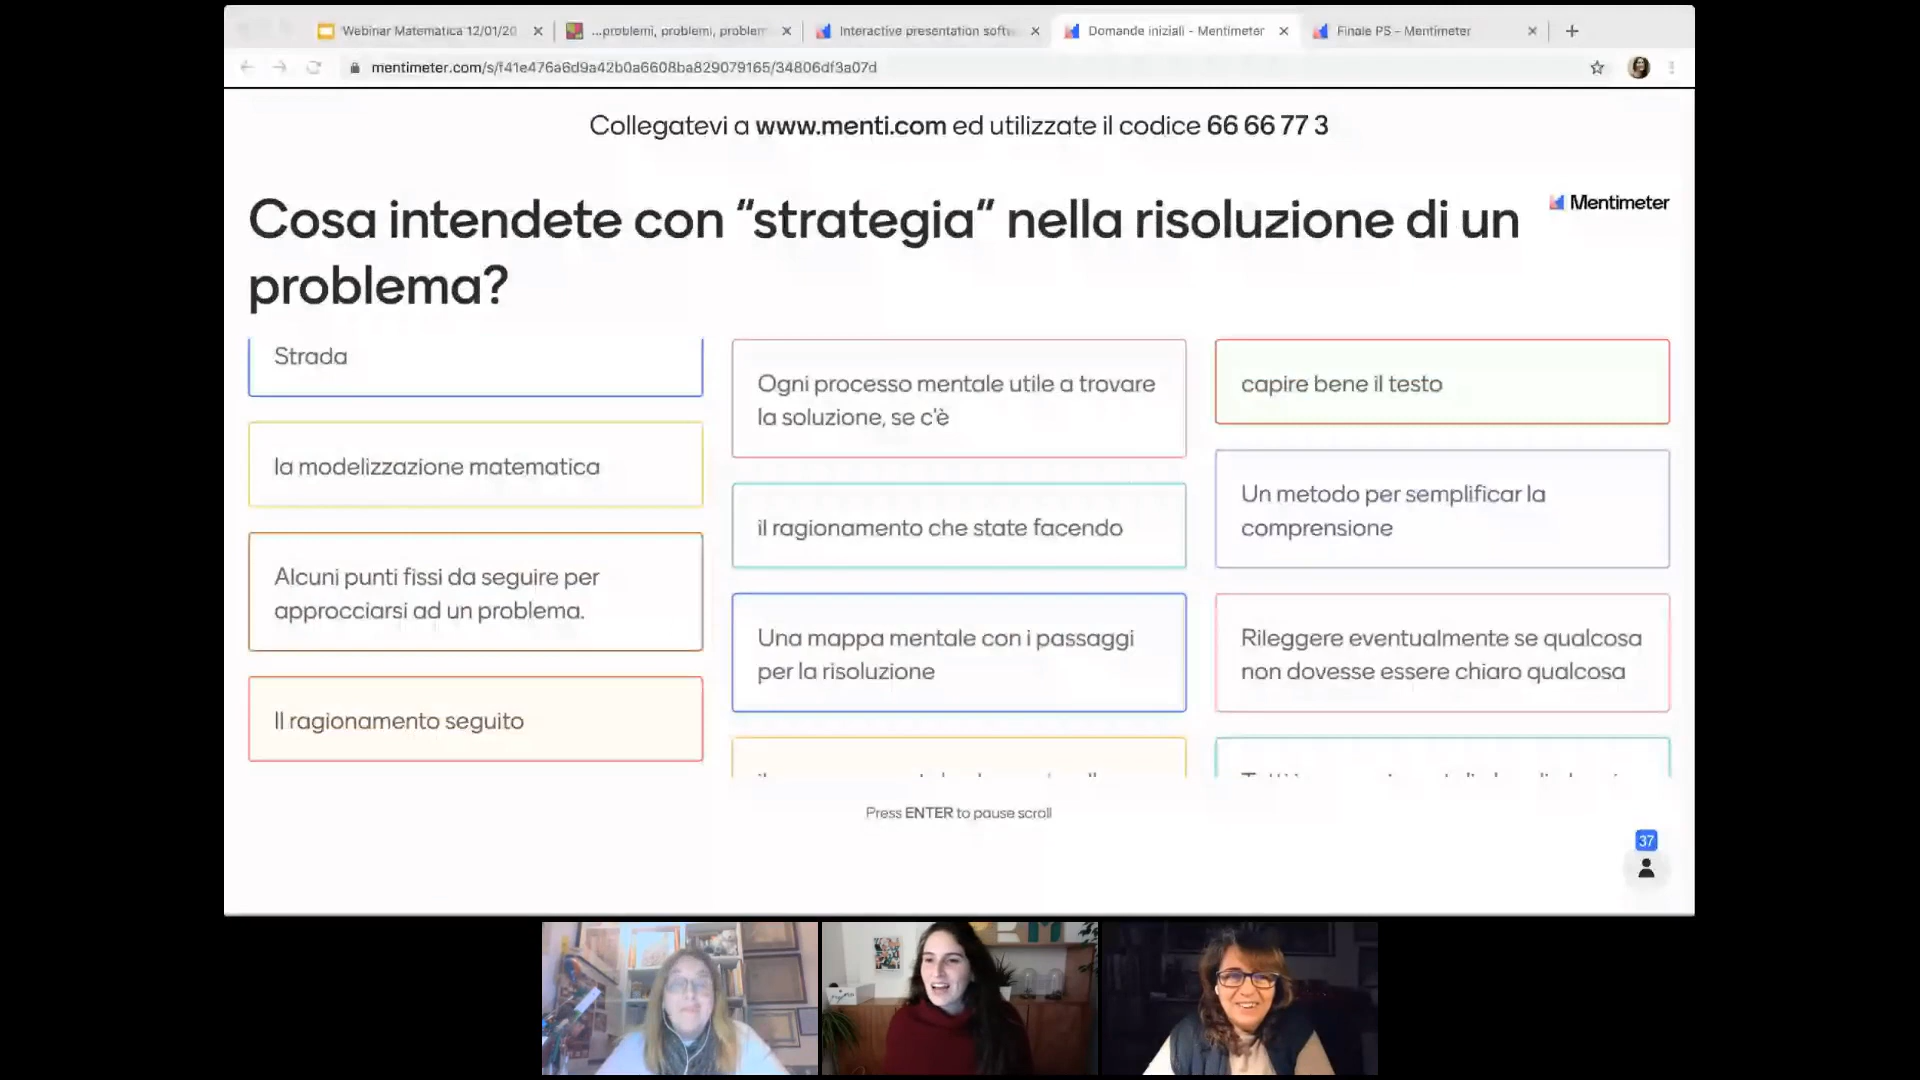 Webinar Matematica 12/01/20
...problemi, problemi, problem
Interactive presentation softw
Domande iniziali - Mentimeter
Finale PS - Mentimeter
mentimeter.com/s/f41e476a6d9a42b0a6608ba829079165/34806df3a07d
Collegatevi a www.menti.com ed utilizzate il codice 66 66 77 3
Cosa intendete con “strategia” nella risoluzione di un
problema?
Mentimeter
Strada
la modelizzazione matematica
Alcuni punti fissi da seguire per
approcciarsi ad un problema.
Il ragionamento seguito
Ogni processo mentale utile a trovare
la soluzione, se c'è
il ragionamento che state facendo
Una mappa mentale con i passaggi
per la risoluzione
capire bene il testo
Un metodo per semplificar la
comprensione
Rileggere eventualmente se qualcosa
non dovesse essere chiaro qualcosa
Press ENTER to pause scroll
37